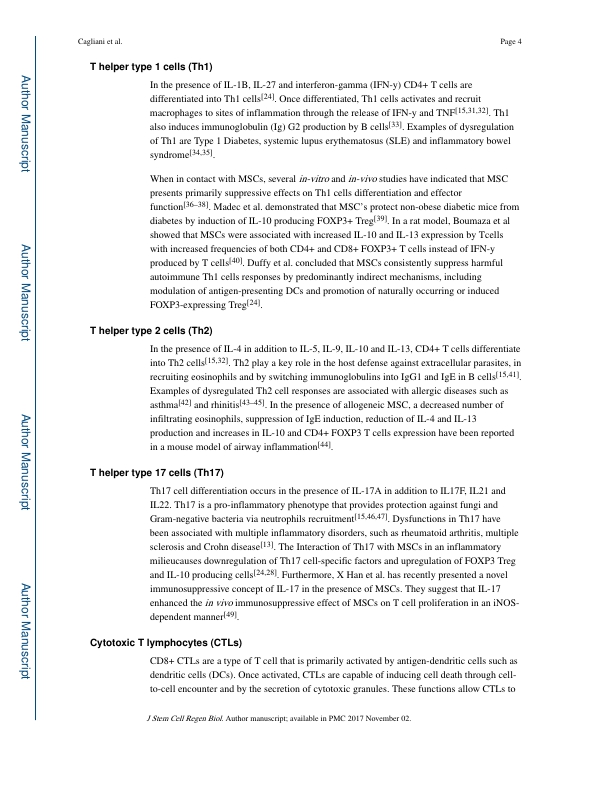 Cagliani et al.
Page 4
Author Manuscript
Author Manuscript
Author Manuscript
Author Manuscript
T helper type 1 cells (Th1)
In the presence of IL-1B, IL-27 and interferon-gamma (IFN-y) CD4+ T cells are
differentiated into Th1 cells[24]. Once differentiated, Th1 cells activates and recruit
macrophages to sites of inflammation through the release of IFN-y and TNF[15,31,32]. Th1
also induces immunoglobulin (Ig) G2 production by B cells[33]. Examples of dysregulation
of Th1 are Type 1 Diabetes, systemic lupus erythematosus (SLE) and inflammatory bowel
syndrome[34,35].
When in contact with MSCs, several in-vitro and in-vivo studies have indicated that MSC
presents primarily suppressive effects on Th1 cells differentiation and effector
function[36–38]. Madec et al. demonstrated that MSC's protect non-obese diabetic mice from
diabetes by induction of IL-10 producing FOXP3+ Treg[39]. In a rat model, Boumaza et al
showed that MSCs were associated with increased IL-10 and IL-13 expression by Tcells
with increased frequencies of both CD4+ and CD8+ FOXP3+ T cells instead of IFN-y
produced by T cells[40]. Duffy et al. concluded that MSCs consistently suppress harmful
autoimmune Th1 cells responses by predominantly indirect mechanisms, including
modulation of antigen-presenting DCs and promotion of naturally occurring or induced
FOXP3-expressing Treg[24].
T helper type 2 cells (Th2)
In the presence of IL-4 in addition to IL-5, IL-9, IL-10 and IL-13, CD4+ T cells differentiate
into Th2 cells[15,32]. Th2 play a key role in the host defense against extracellular parasites, in
recruiting eosinophils and by switching immunoglobulins into IgG1 and IgE in B cells[15,41].
Examples of dysregulated Th2 cell responses are associated with allergic diseases such as
asthma[42] and rhinitis[43–45]. In the presence of allogeneic MSC, a decreased number of
infiltrating eosinophils, suppression of IgE induction, reduction of IL-4 and IL-13
production and increases in IL-10 and CD4+ FOXP3 T cells expression have been reported
in a mouse model of airway inflammation[44].
T helper type 17 cells (Th17)
Th17 cell differentiation occurs in the presence of IL-17A in addition to IL17F, IL21 and
IL22. Th17 is a pro-inflammatory phenotype that provides protection against fungi and
Gram-negative bacteria via neutrophils recruitment[15,46,47]. Dysfunctions in Th17 have
been associated with multiple inflammatory disorders, such as rheumatoid arthritis, multiple
sclerosis and Crohn disease[13]. The Interaction of Th17 with MSCs in an inflammatory
milieucauses downregulation of Th17 cell-specific factors and upregulation of FOXP3 Treg
and IL-10 producing cells[24,28]. Furthermore, X Han et al. has recently presented a novel
immunosuppressive concept of IL-17 in the presence of MSCs. They suggest that IL-17
enhanced the in vivo immunosuppressive effect of MSCs on T cell proliferation in an iNOS-
dependent manner[49].
Cytotoxic T lymphocytes (CTLs)
CD8+ CTLs are a type of T cell that is primarily activated by antigen-dendritic cells such as
dendritic cells (DCs). Once activated, CTLs are capable of inducing cell death through cell-
to-cell encounter and by the secretion of cytotoxic granules. These functions allow CTLs to
J Stem Cell Regen Biol. Author manuscript; available in PMC 2017 November 02.